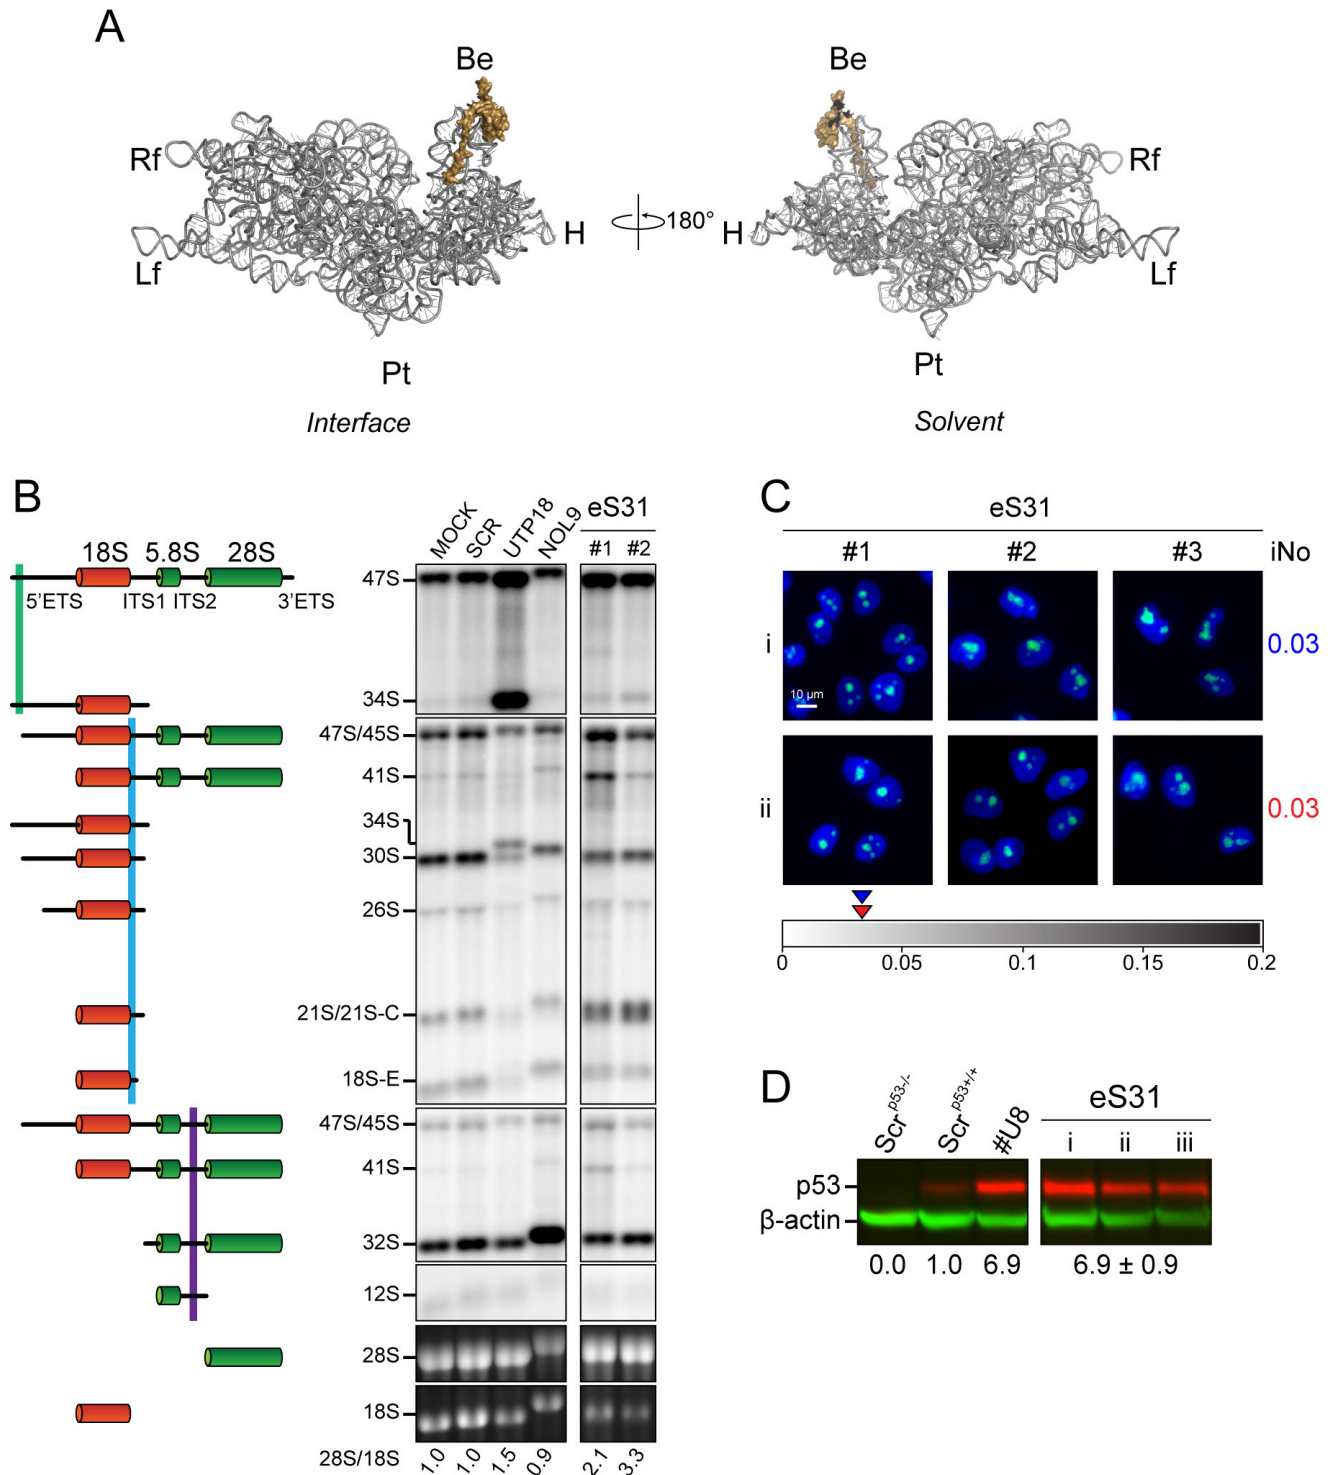 A
Be
Be
Rf
Rf
H
180°
H
Lf
Lf
Pt
Pt
Interface
Solvent
B
MOCK
SCR
UTP18
NOL9
eS31
#1
#2
18S
5.8S
28S
5'ETS
ITS1
ITS2
3'ETS
47S
34S
47S/45S
41S
34S
30S
26S
21S/21S-C
18S-E
47S/45S
41S
32S
12S
28S
18S
28S/18S
1.0
1.0
1.5
0.9
2.1
3.3
C
eS31
#1
#2
#3
iNo
i
10 µm
0.03
ii
0.03
0
0.05
0.1
0.15
0.2
D
Scr p53-/-
Scr p53+/+
#U8
eS31
i
ii
iii
p53
β-actin
0.0
1.0
6.9
6.9 ± 0.9